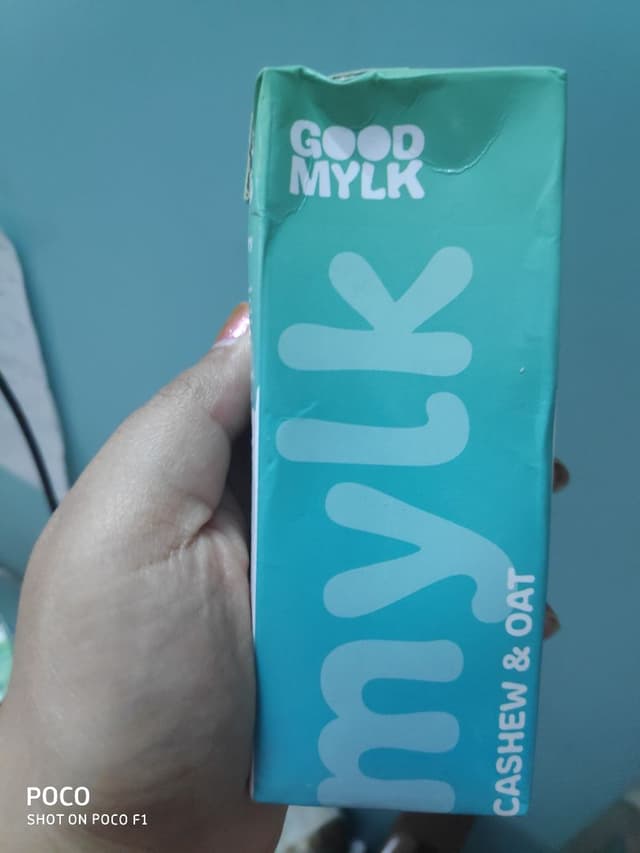 GOOD
MYLK
mylk
CASHEW & OAT
POCO
SHOT ON POCO F1